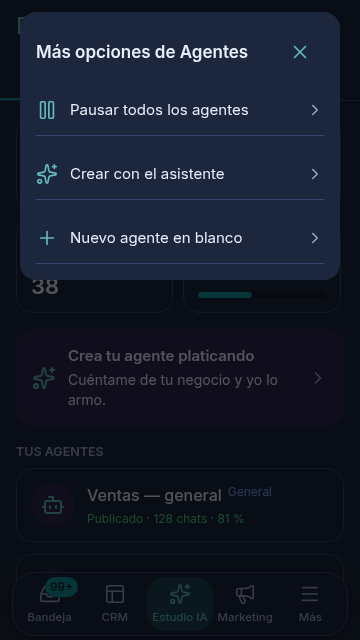 Más opciones de Agentes
Pausar todos los agentes
Crear con el asistente
Nuevo agente en blanco
38
Crea tu agente platicando
Cuéntame de tu negocio y yo lo
armo.
TUS AGENTES
Ventas — general General
Publicado · 128 chats · 81 %
99+
Bandeja CRM Estudio IA Marketing Más